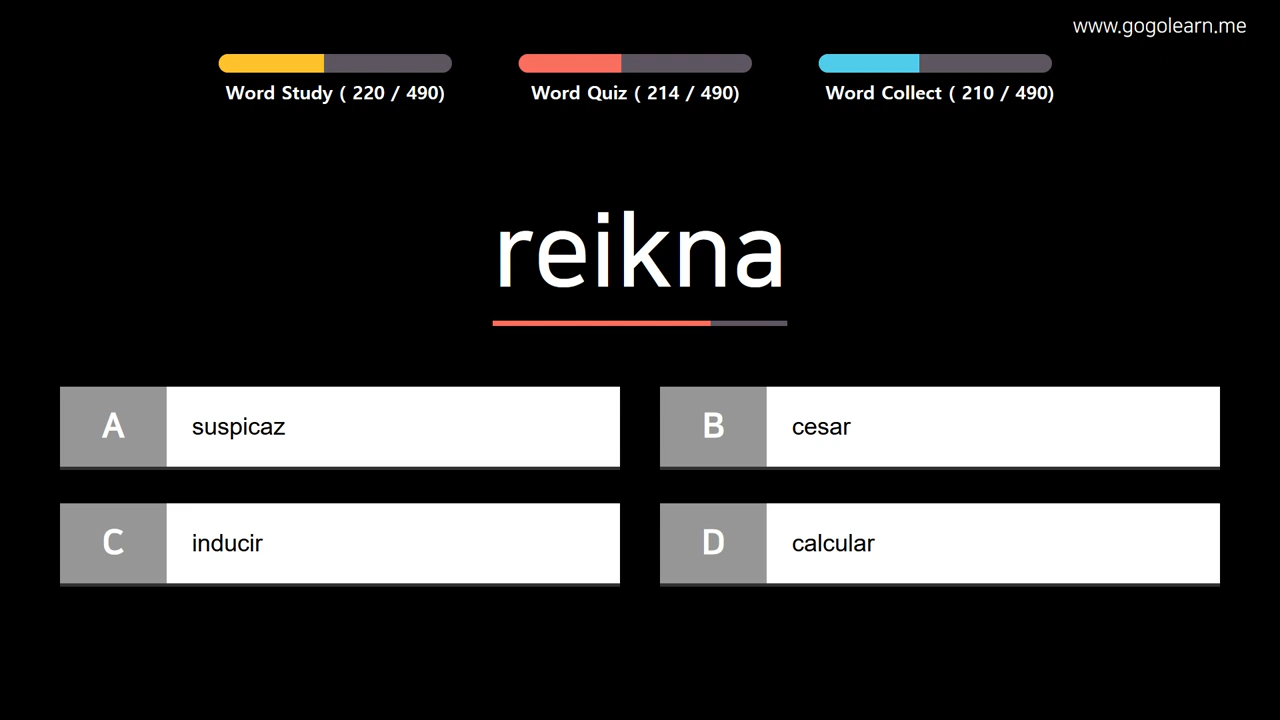 www.gogolearn.me
Word Study ( 220 / 490)
Word Quiz ( 214 / 490)
Word Collect ( 210 / 490)
reikna
A suspicaz
B cesar
C inducir
D calcular